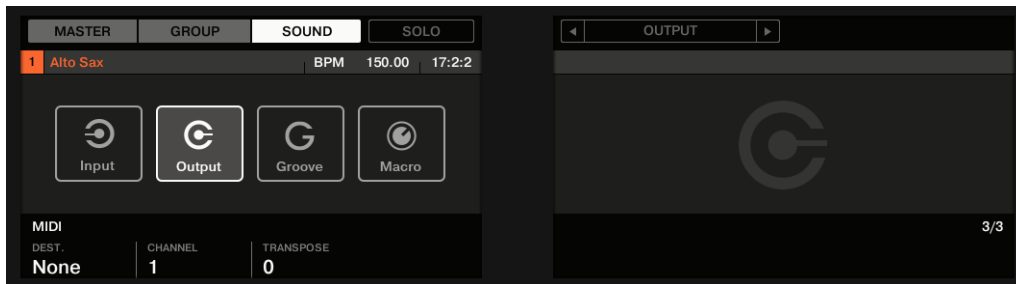 MASTER GROUP SOUND SOLO
OUTPUT
1 Alto Sax BPM 150.00 17:2:2
Input Output Groove Macro
MIDI
3/3
DEST. CHANNEL TRANSPOSE
None 1 0